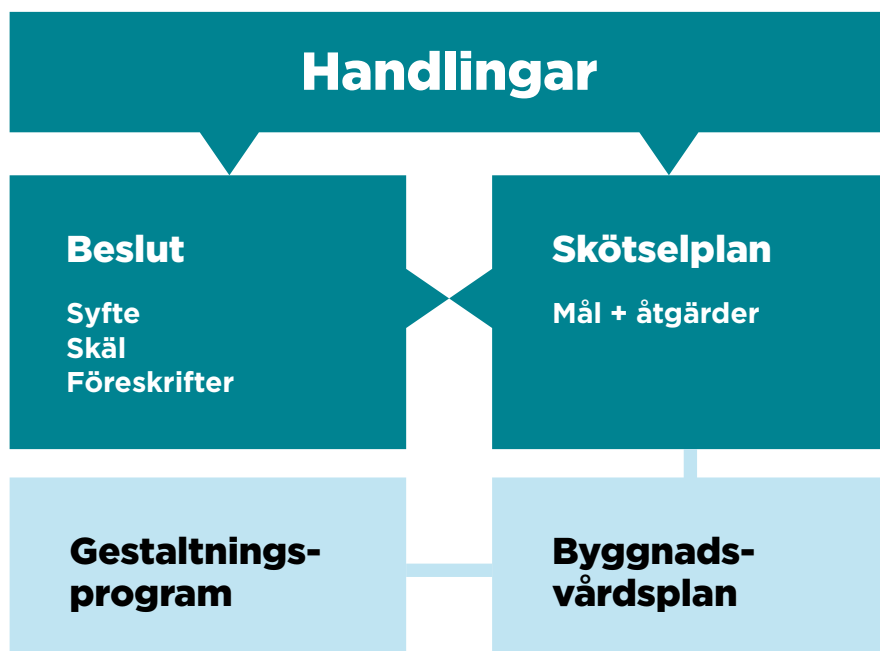 Handlingar
Beslut
Syfte
Skäl
Föreskrifter
Skötselplan
Mål + åtgärder
Gestaltnings-
program
Byggnads-
vårdsplan